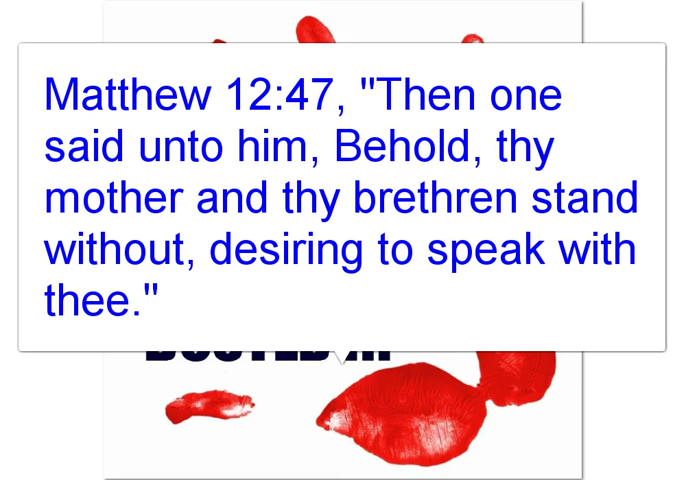 Matthew 12:47, "Then one
said unto him, Behold, thy
mother and thy brethren stand
without, desiring to speak with
thee."